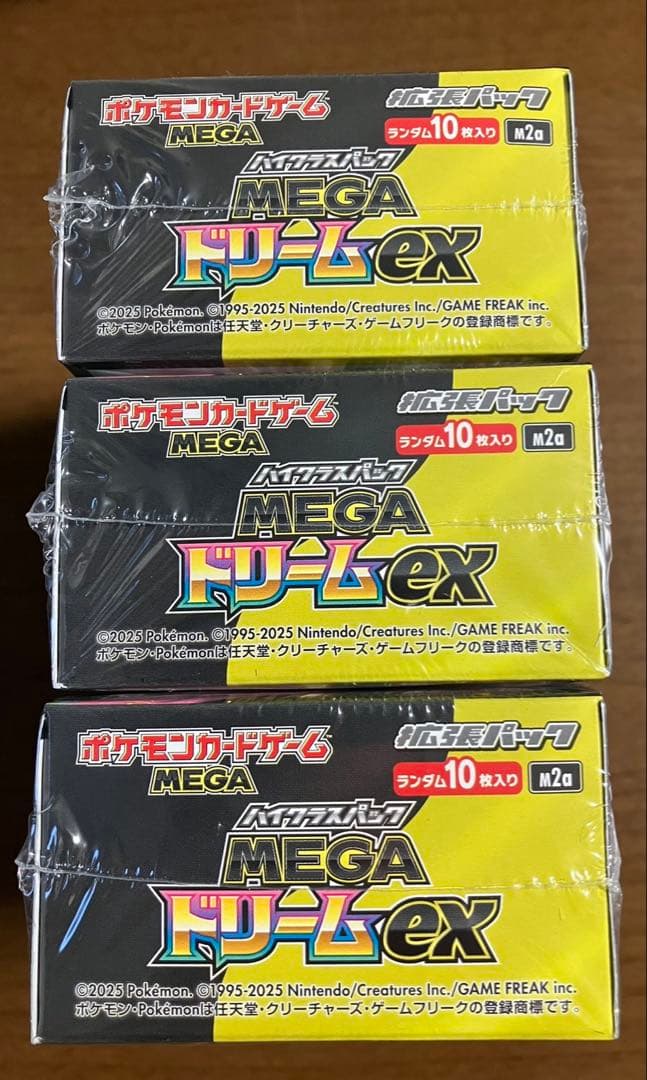 ポケモンカードゲーム
MEGA
拡張パック
ランダム10枚入り M2a
ハイクラスパック
MEGA
ドリームex
©2025 Pokémon. ©1995-2025 Nintendo/Creatures Inc./GAME FREAK inc.
ポケモン・Pokémonは任天堂・クリーチャーズ・ゲームフリークの登録商標です。
ポケモンカードゲーム
MEGA
拡張パック
ランダム10枚入り M2a
ハイクラスパック
MEGA
ドリームex
©2025 Pokémon. ©1995-2025 Nintendo/Creatures Inc./GAME FREAK inc.
ポケモン・Pokémonは任天堂・クリーチャーズ・ゲームフリークの登録商標です。
ポケモンカードゲーム
MEGA
拡張パック
ランダム10枚入り M2a
ハイクラスパック
MEGA
ドリームex
©2025 Pokémon. ©1995-2025 Nintendo/Creatures Inc./GAME FREAK inc.
ポケモン・Pokémonは任天堂・クリーチャーズ・ゲームフリークの登録商標です。